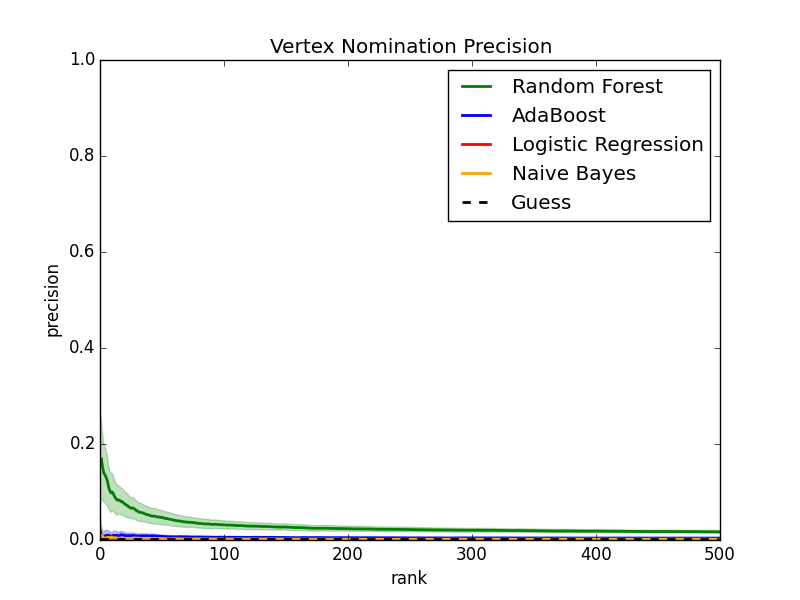 Vertex Nomination Precision
1.0
0.8
0.6
0.4
0.2
0.0
precision
Random Forest
AdaBoost
Logistic Regression
Naive Bayes
Guess
0
100
200
300
400
500
rank